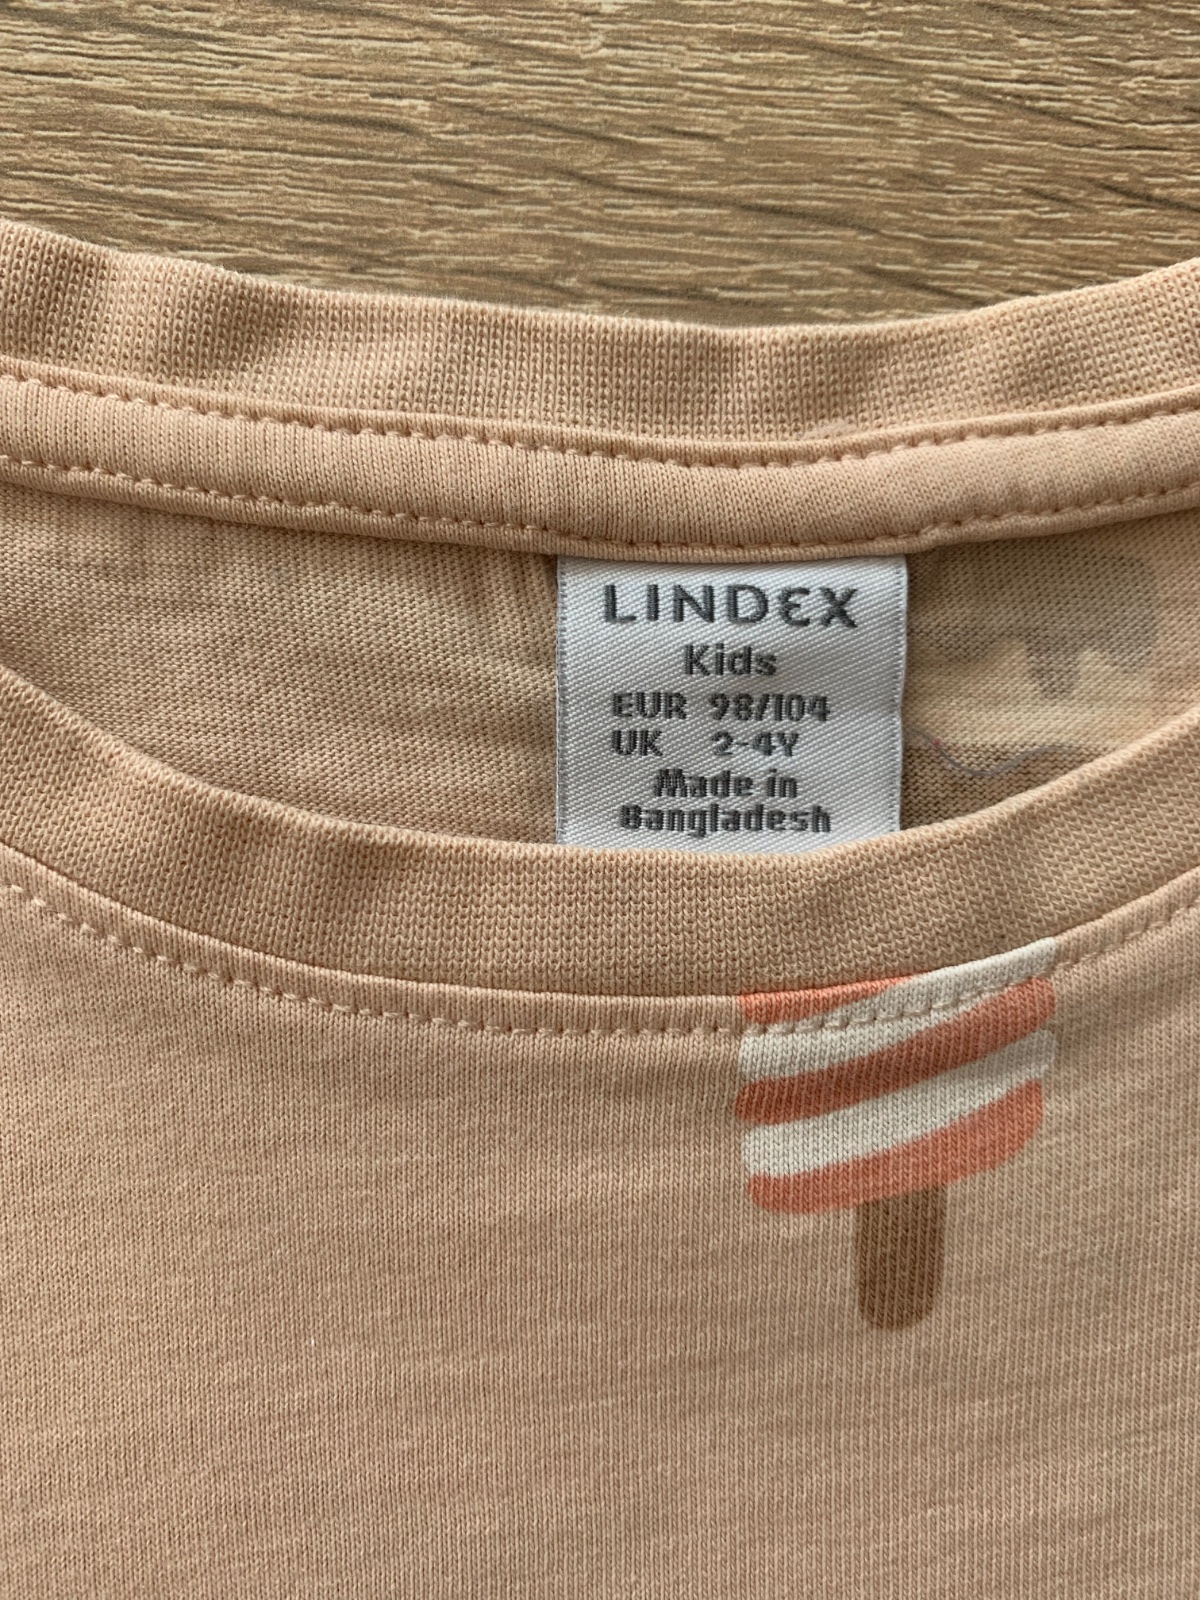 LINDEX
Kids
EUR 98/104
UK 2-4Y
Made in
Bangladesh